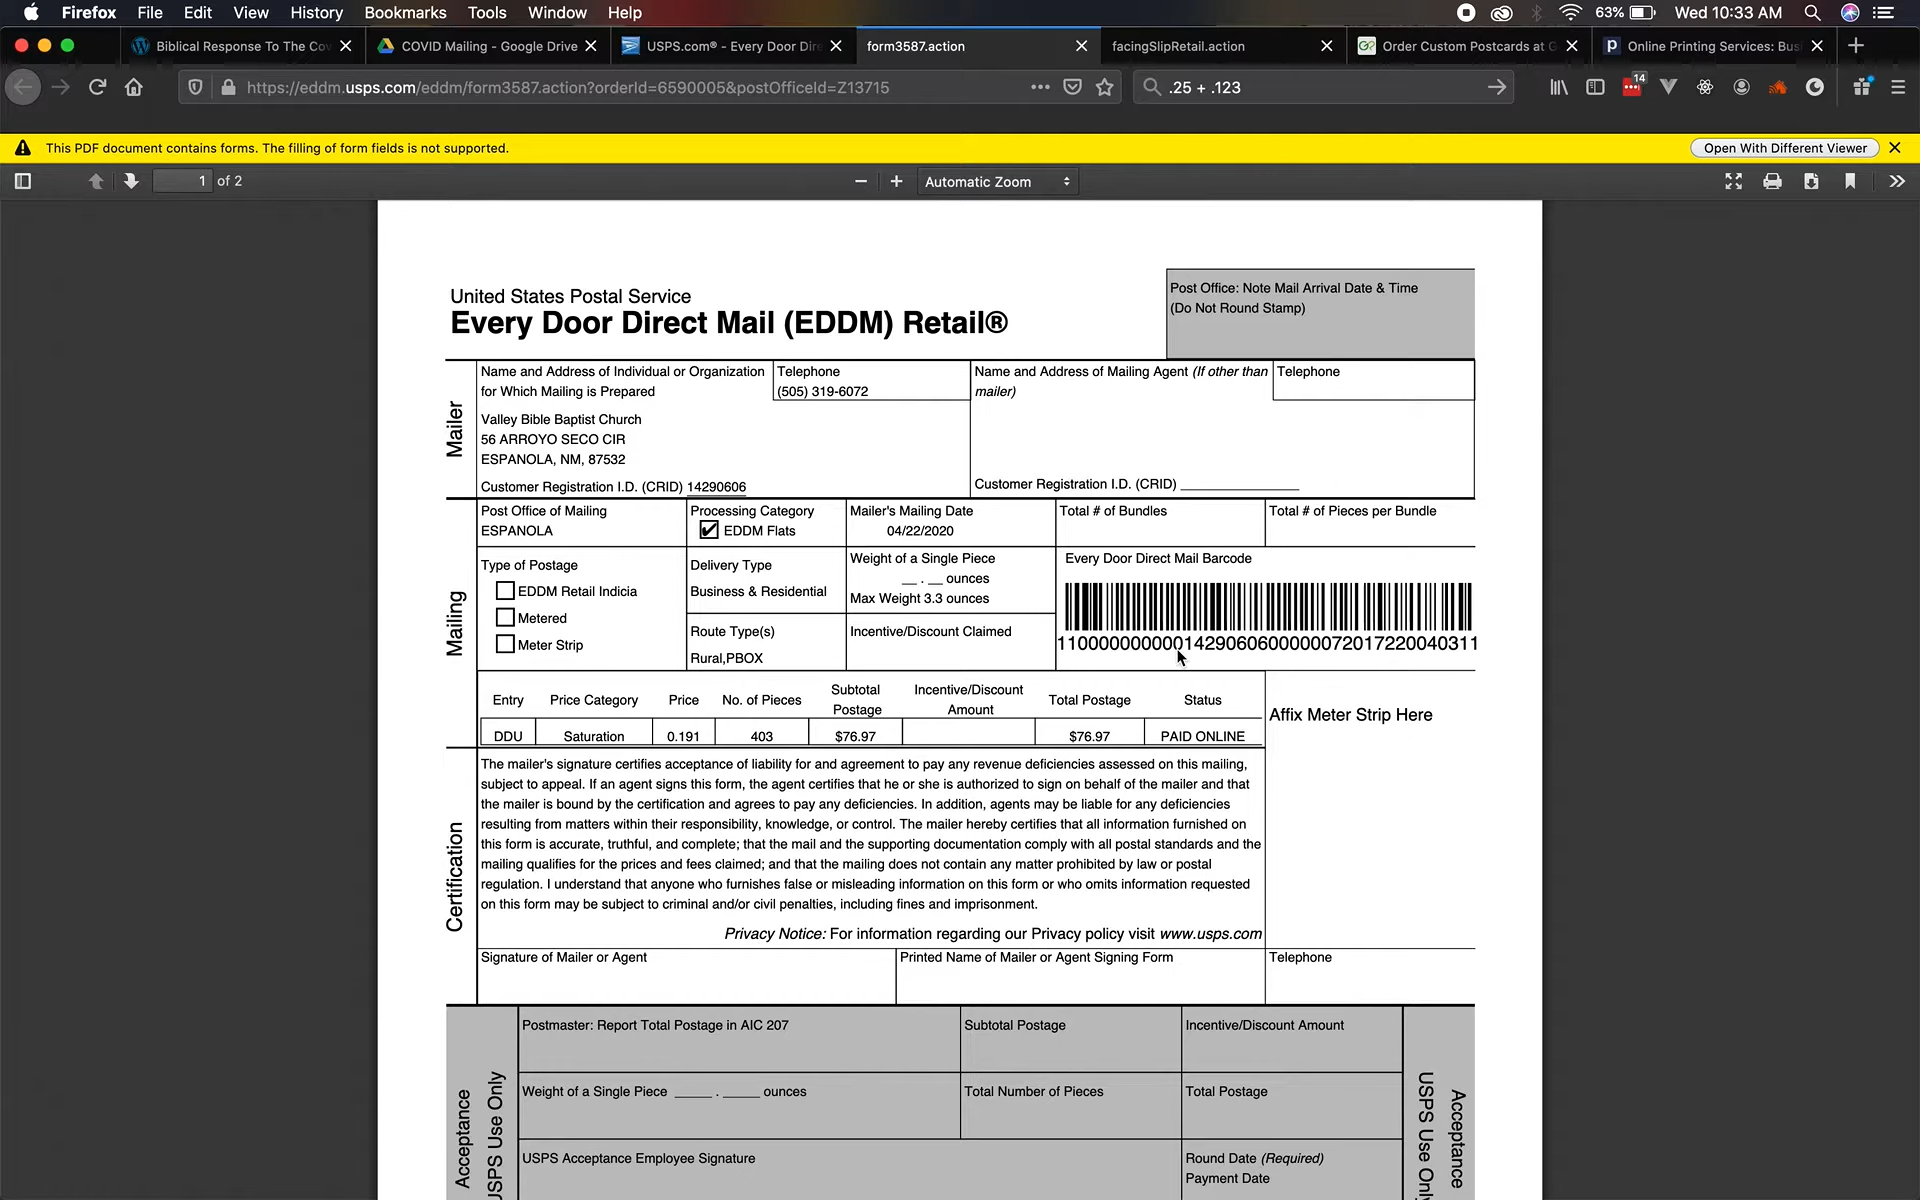 Firefox File Edit View History Bookmarks Tools Window Help
63% Wed 10:33 AM
Biblical Response To The Cov
COVID Mailing - Google Drive
USPS.com® - Every Door Dire
form3587.action
facingSlipRetail.action
Order Custom Postcards at G
Online Printing Services: Bus
https://eddm.usps.com/eddm/form3587.action?orderId=6590005&postOfficeId=Z13715
.25 + .123
14
This PDF document contains forms. The filling of form fields is not supported.
Open With Different Viewer
1 of 2
Automatic Zoom
United States Postal Service
Every Door Direct Mail (EDDM) Retail®
Post Office: Note Mail Arrival Date & Time
(Do Not Round Stamp)
Mailer
Name and Address of Individual or Organization
for Which Mailing is Prepared
Telephone
(505) 319-6072
Name and Address of Mailing Agent (If other than
mailer)
Telephone
Valley Bible Baptist Church
56 ARROYO SECO CIR
ESPANOLA, NM, 87532
Customer Registration I.D. (CRID) 14290606
Customer Registration I.D. (CRID) ______________
Mailing
Post Office of Mailing
ESPANOLA
Processing Category
EDDM Flats
Mailer's Mailing Date
04/22/2020
Total # of Bundles
Total # of Pieces per Bundle
Type of Postage
EDDM Retail Indicia
Metered
Meter Strip
Delivery Type
Business & Residential
Route Type(s)
Rural,PBOX
Weight of a Single Piece
__ . __ ounces
Max Weight 3.3 ounces
Incentive/Discount Claimed
Every Door Direct Mail Barcode
1100000000001429060600000072017220040311
Entry Price Category Price No. of Pieces Subtotal Postage Incentive/Discount Amount Total Postage Status
DDU Saturation 0.191 403 $76.97 $76.97 PAID ONLINE
Affix Meter Strip Here
Certification
The mailer's signature certifies acceptance of liability for and agreement to pay any revenue deficiencies assessed on this mailing,
subject to appeal. If an agent signs this form, the agent certifies that he or she is authorized to sign on behalf of the mailer and that
the mailer is bound by the certification and agrees to pay any deficiencies. In addition, agents may be liable for any deficiencies
resulting from matters within their responsibility, knowledge, or control. The mailer hereby certifies that all information furnished on
this form is accurate, truthful, and complete; that the mail and the supporting documentation comply with all postal standards and the
mailing qualifies for the prices and fees claimed; and that the mailing does not contain any matter prohibited by law or postal
regulation. I understand that anyone who furnishes false or misleading information on this form or who omits information requested
on this form may be subject to criminal and/or civil penalties, including fines and imprisonment.
Privacy Notice: For information regarding our Privacy policy visit www.usps.com
Signature of Mailer or Agent
Printed Name of Mailer or Agent Signing Form
Telephone
Acceptance
USPS Use Only
Postmaster: Report Total Postage in AIC 207
Subtotal Postage
Incentive/Discount Amount
Weight of a Single Piece _____ . _____ ounces
Total Number of Pieces
Total Postage
USPS Acceptance Employee Signature
Round Date (Required)
Payment Date
USPS Use Only
Acceptance